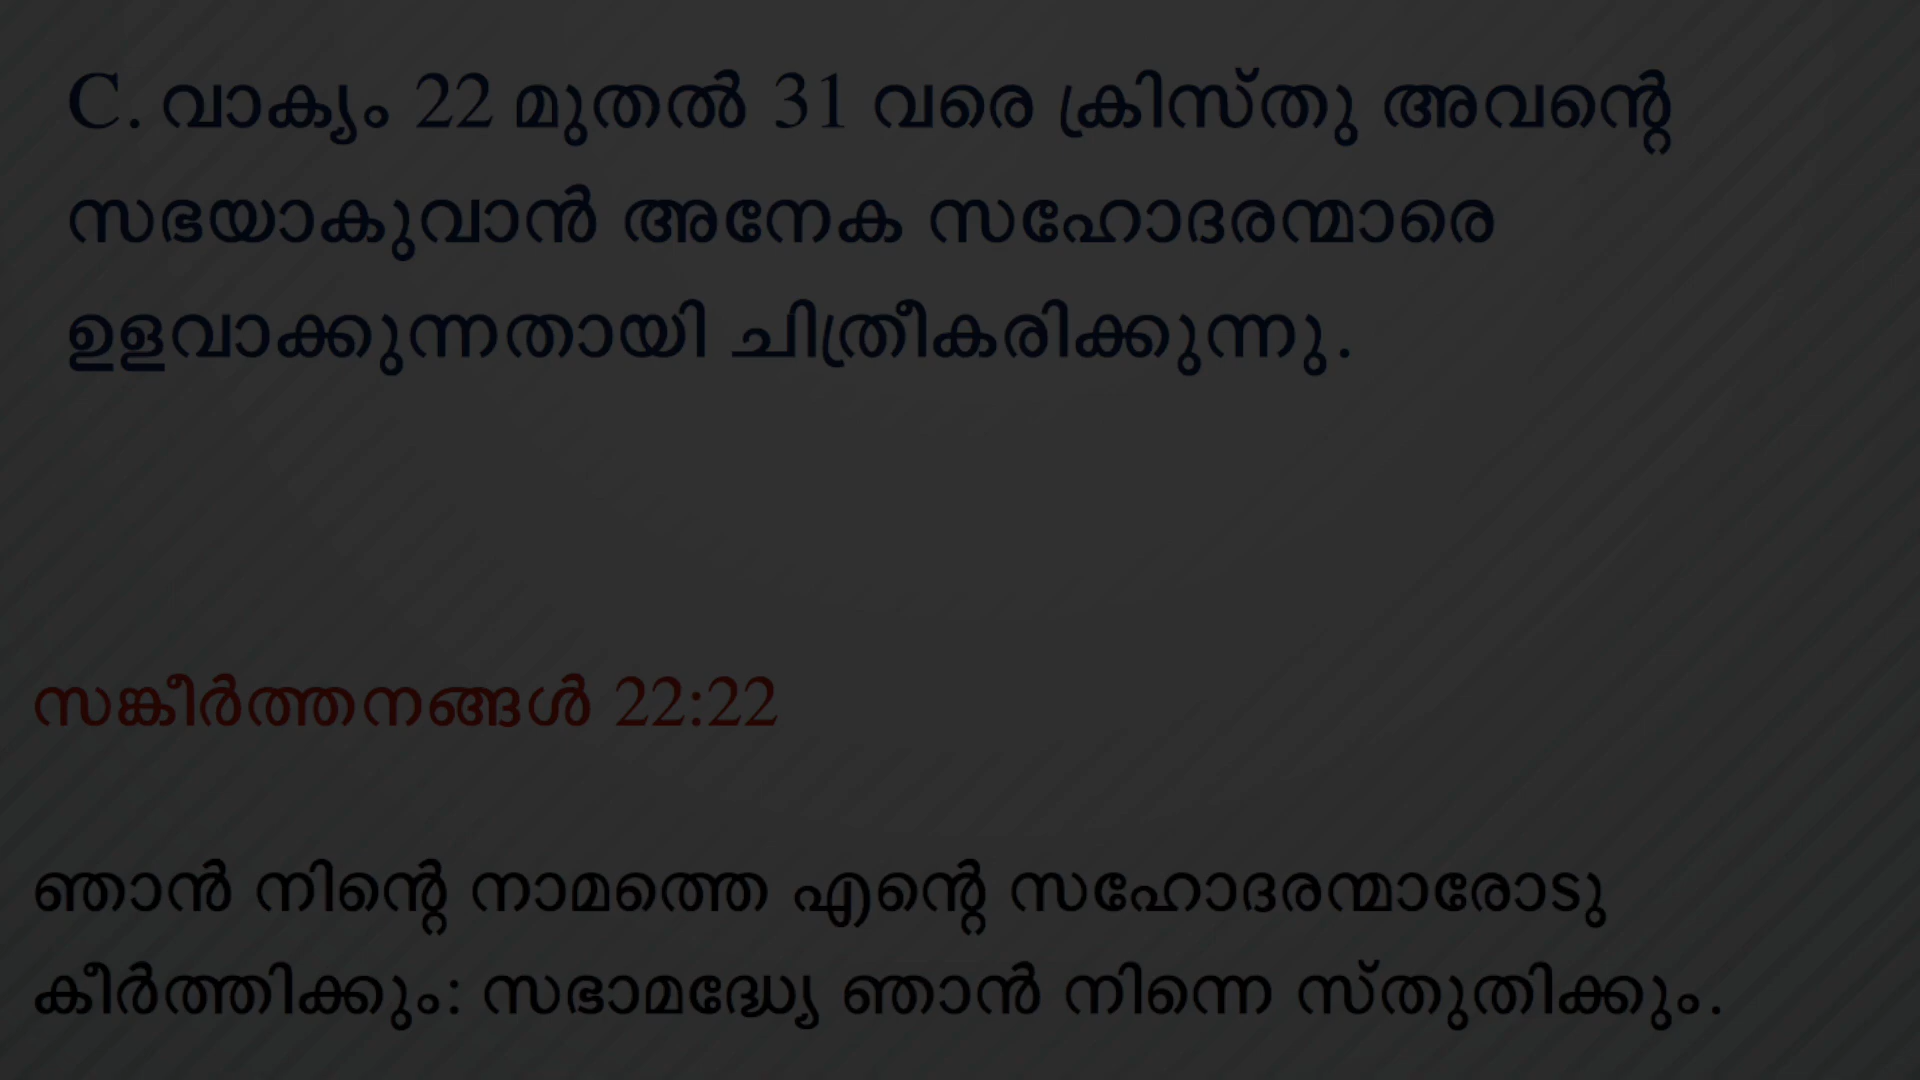 C. വാക്യം 22 മുതൽ 31 വരെ ക്രിസ്തു അവന്റെ
സഭയാകുവാൻ അനേക സഹോദരന്മാരെ
ഉളവാക്കുന്നതായി ചിത്രീകരിക്കുന്നു.
സങ്കീർത്തനങ്ങൾ 22:22
ഞാൻ നിന്റെ നാമത്തെ എന്റെ സഹോദരന്മാരോടു
കീർത്തിക്കും: സഭാമദ്ധ്യേ ഞാൻ നിന്നെ സ്തുതിക്കും.